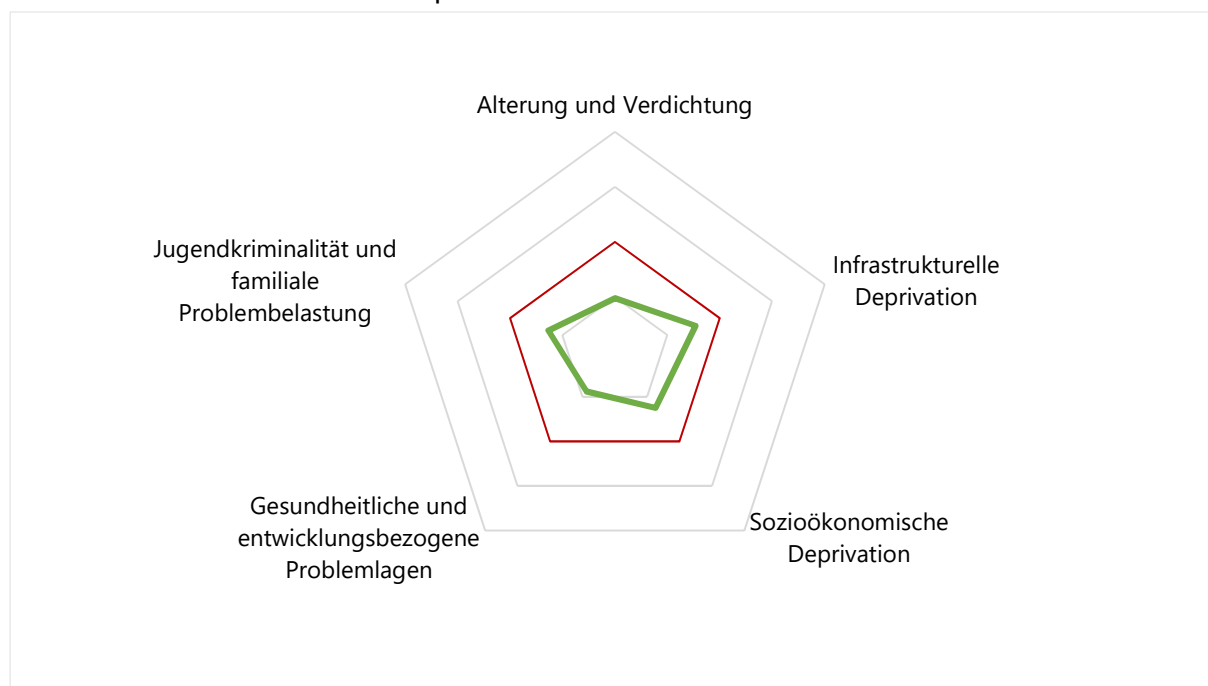 Alterung und Verdichtung
Infrastrukturelle
Deprivation
Sozioökonomische
Deprivation
Gesundheitliche und
entwicklungsbezogene
Problemlagen
Jugendkriminalität und
familiale
Problembelastung